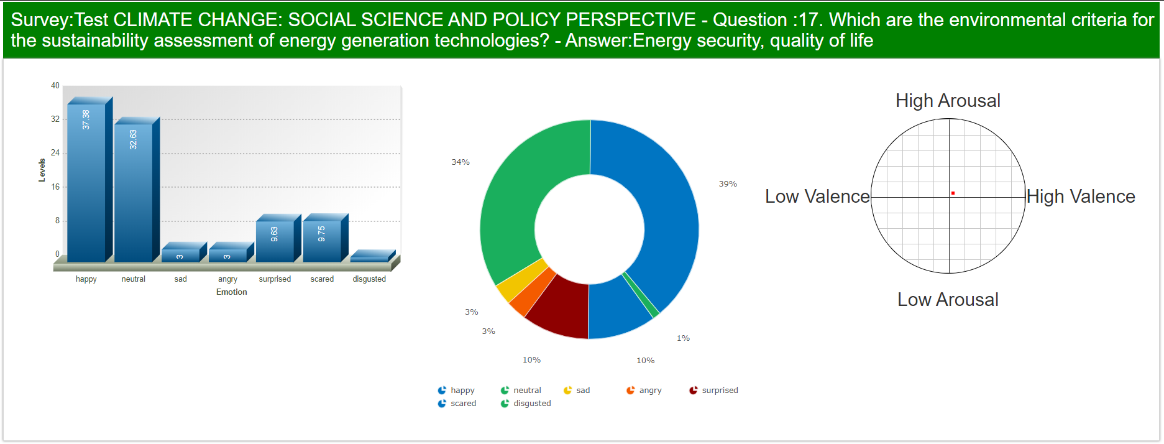 Survey:Test CLIMATE CHANGE: SOCIAL SCIENCE AND POLICY PERSPECTIVE - Question :17. Which are the environmental criteria for
the sustainability assessment of energy generation technologies? - Answer:Energy security, quality of life
40
32
24
16
8
0
Levels
37.38
32.63
3
3
9.63
9.75
happy neutral sad angry surprised scared disgusted
Emotion
34%
39%
3%
3%
10%
10%
1%
happy neutral sad angry surprised
scared disgusted
High Arousal
Low Valence
High Valence
Low Arousal